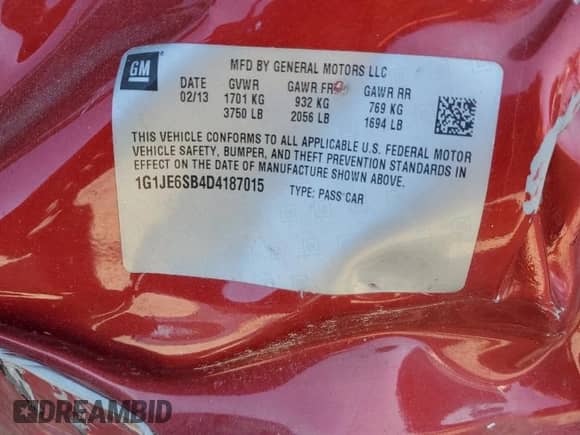 GM
MFD BY GENERAL MOTORS LLC
DATE GVWR GAWR FR GAWR RR
02/13 1701 KG 932 KG 769 KG
3750 LB 2056 LB 1694 LB
THIS VEHICLE CONFORMS TO ALL APPLICABLE U.S. FEDERAL MOTOR
VEHICLE SAFETY, BUMPER, AND THEFT PREVENTION STANDARDS IN
EFFECT ON THE DATE OF MANUFACTURE SHOWN ABOVE.
1G1JE6SB4D4187015 TYPE: PASS CAR
DREAMBID